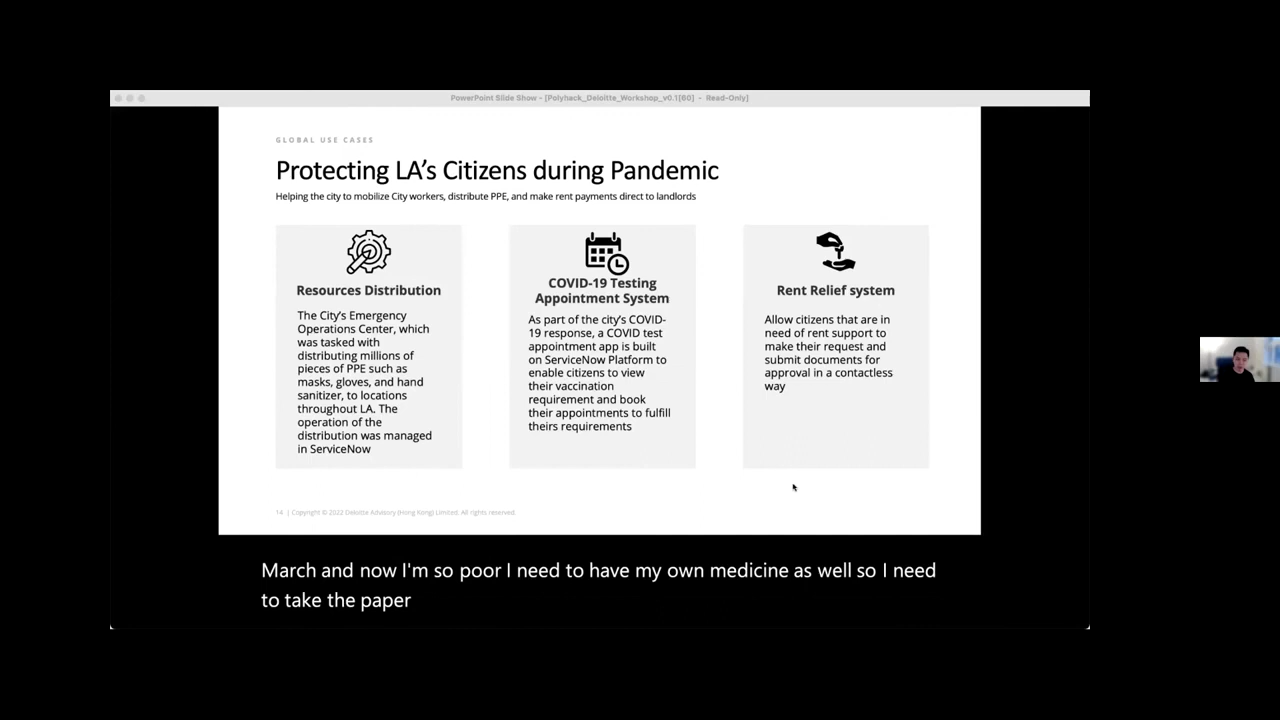 PowerPoint Slide Show - [Polyhack_Deloitte_Workshop_v0.1[60] - Read-Only]
GLOBAL USE CASES
Protecting LA’s Citizens during Pandemic
Helping the city to mobilize City workers, distribute PPE, and make rent payments direct to landlords
Resources Distribution
The City’s Emergency
Operations Center, which
was tasked with
distributing millions of
pieces of PPE such as
masks, gloves, and hand
sanitizer, to locations
throughout LA. The
operation of the
distribution was managed
in ServiceNow
COVID-19 Testing
Appointment System
As part of the city’s COVID-
19 response, a COVID test
appointment app is built
on ServiceNow Platform to
enable citizens to view
their vaccination
requirement and book
their appointments to fulfill
theirs requirements
Rent Relief system
Allow citizens that are in
need of rent support to
make their request and
submit documents for
approval in a contactless
way
14 | Copyright © 2022 Deloitte Advisory (Hong Kong) Limited. All rights reserved.
March and now I'm so poor I need to have my own medicine as well so I need
to take the paper